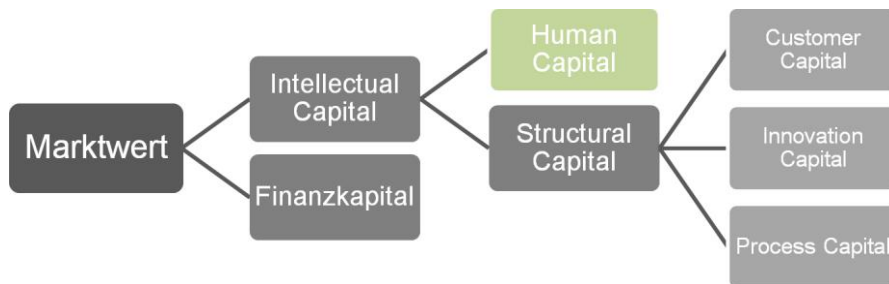 Marktwert
Intellectual
Capital
Finanzkapital
Human
Capital
Structural
Capital
Customer
Capital
Innovation
Capital
Process Capital